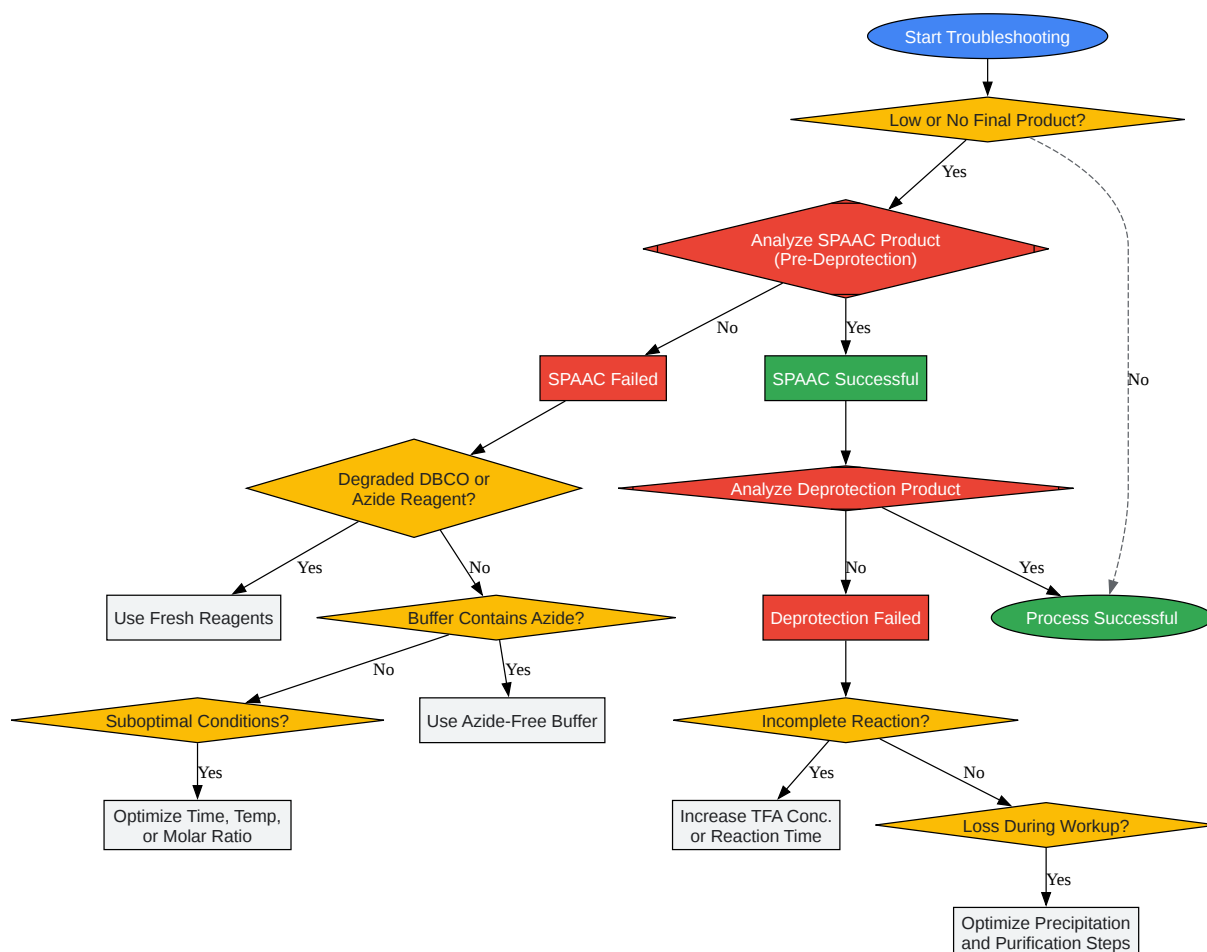 Start Troubleshooting
Low or No Final Product?
Yes
Analyze SPAAC Product
(Pre-Deprotection)
No
Yes
No
SPAAC Failed
SPAAC Successful
Degraded DBCO or
Azide Reagent?
Analyze Deprotection Product
Yes
No
No
Yes
Use Fresh Reagents
Buffer Contains Azide?
Deprotection Failed
Process Successful
No
Yes
Suboptimal Conditions?
Use Azide-Free Buffer
Incomplete Reaction?
Yes
Yes
No
Optimize Time, Temp,
or Molar Ratio
Increase TFA Conc.
or Reaction Time
Loss During Workup?
Yes
Optimize Precipitation
and Purification Steps